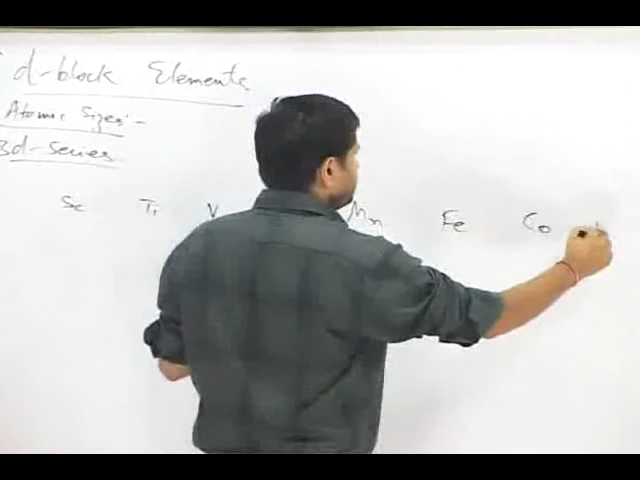 d-block Elements
Atomic Sizes:-
3d-series
Sc Ti V Mn Fe Co